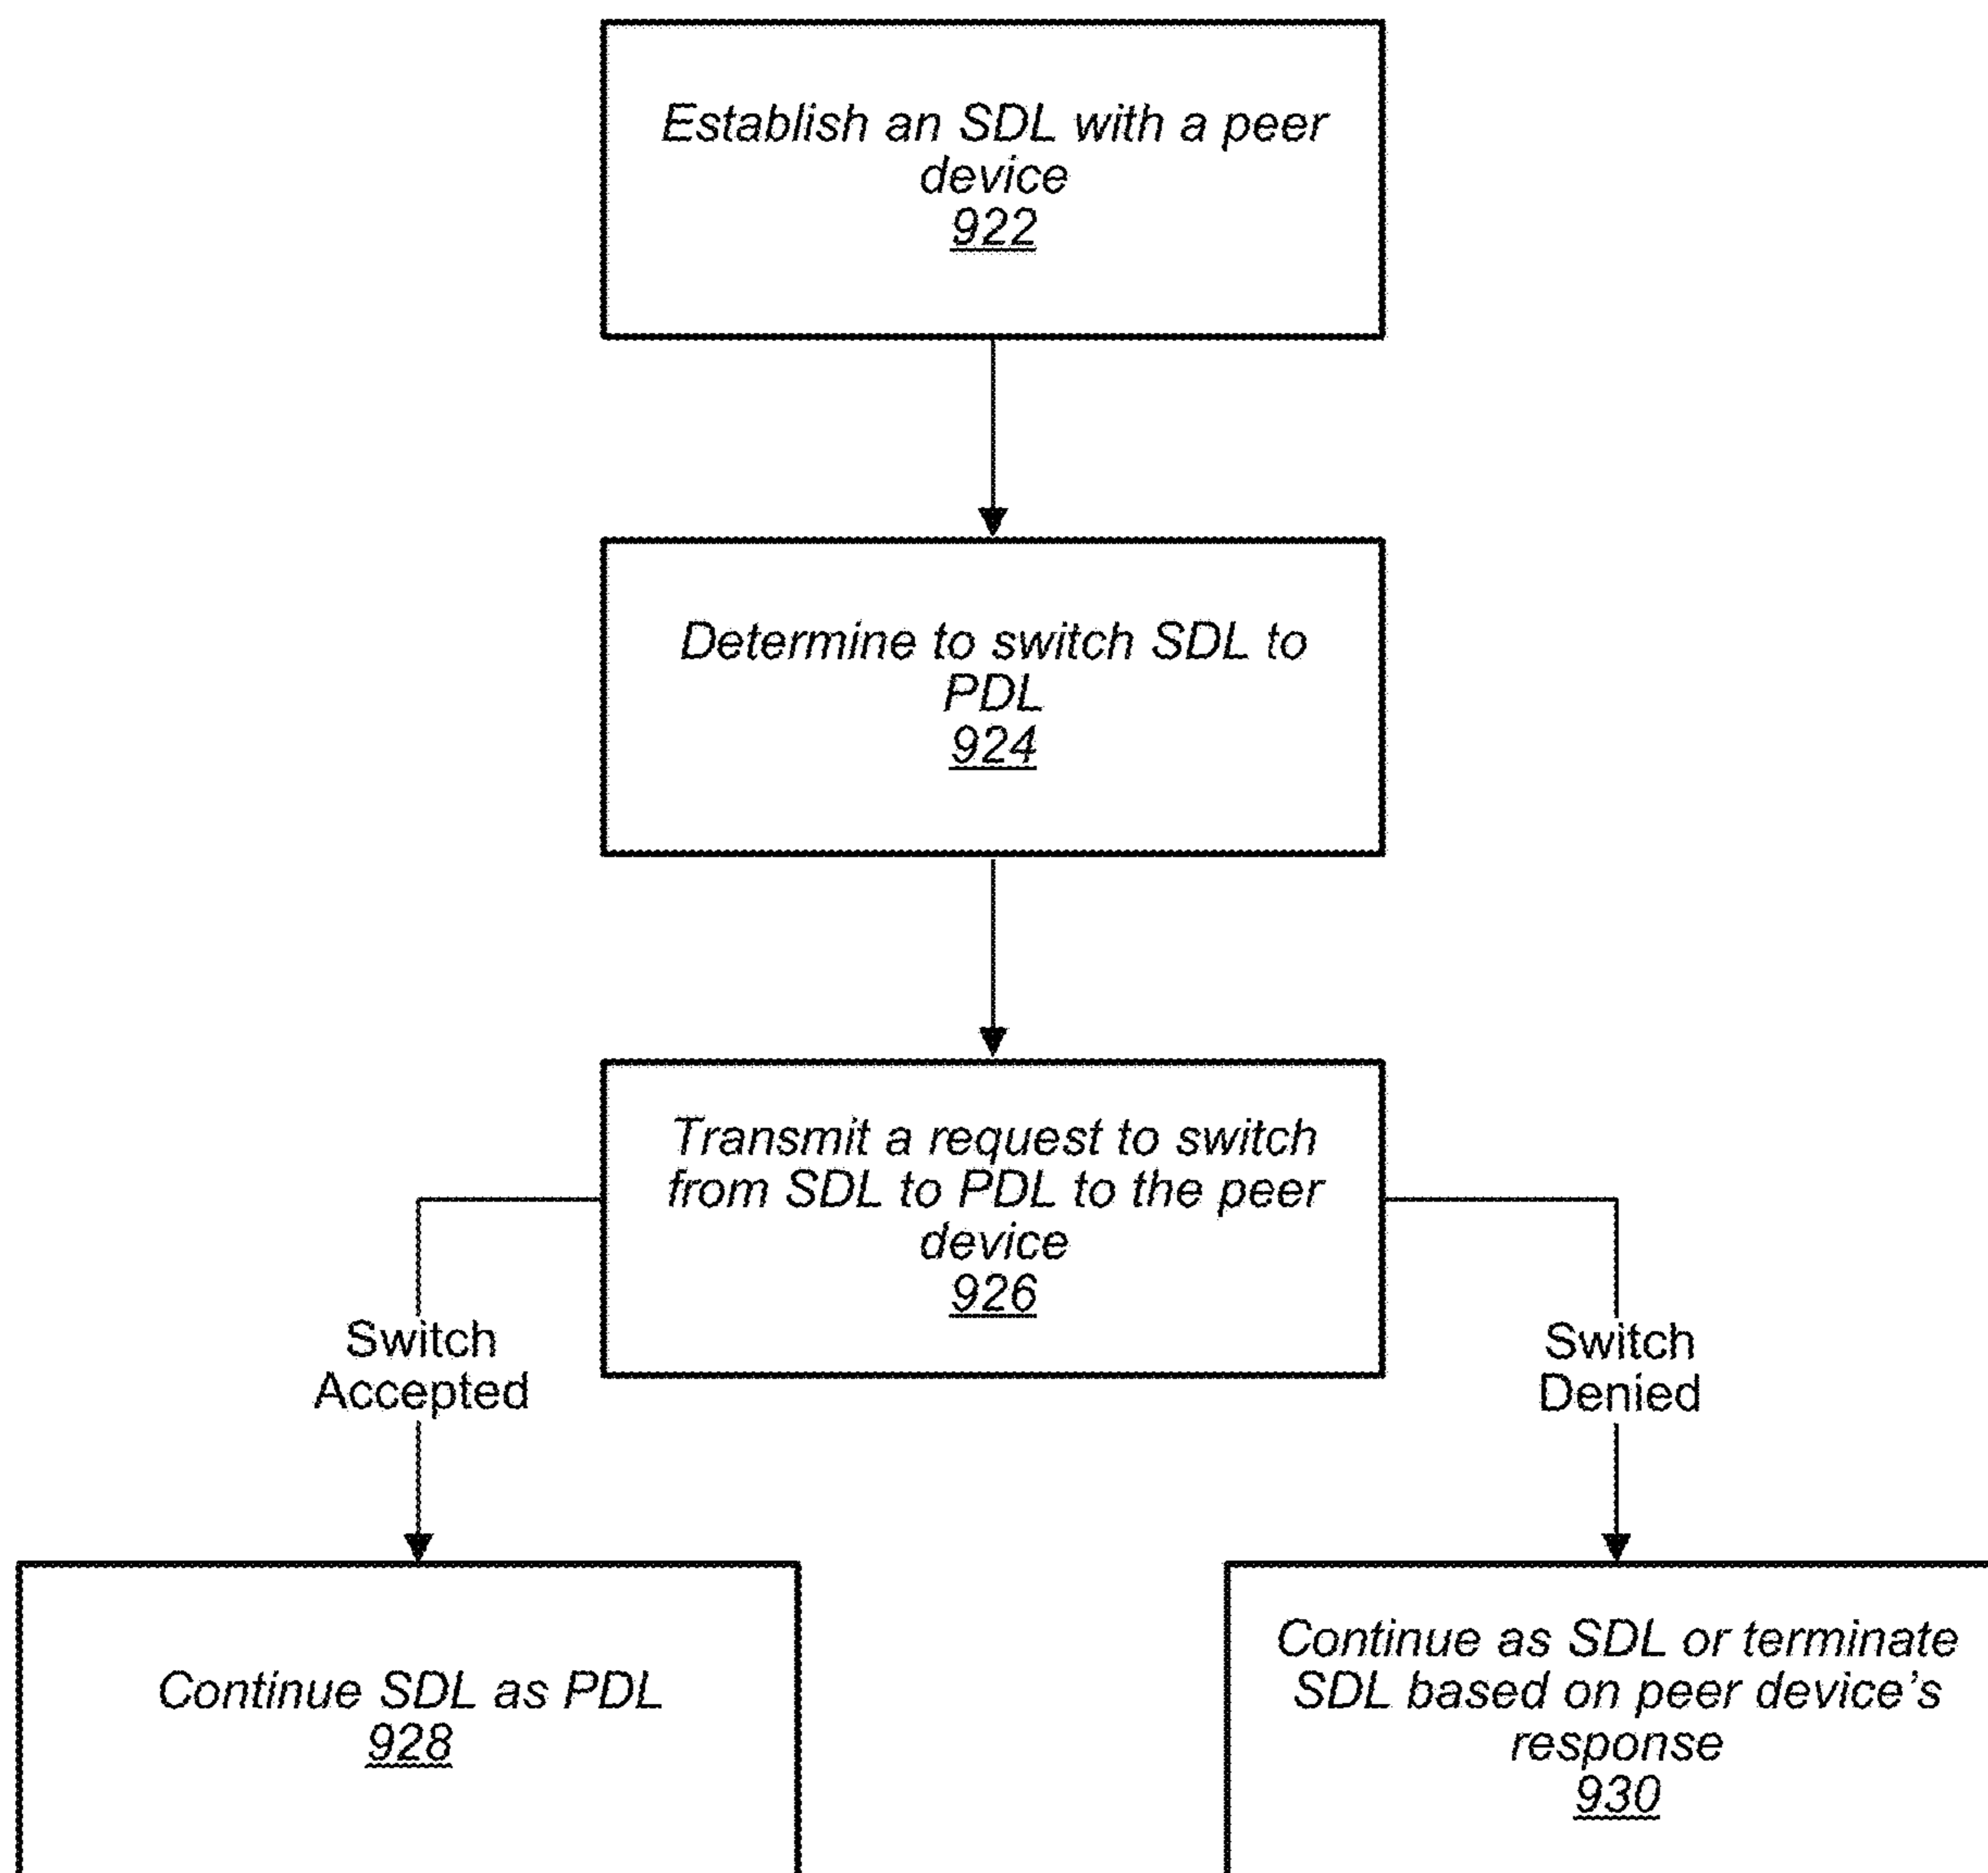 Establish an SDL with a peer
device
922
Determine to switch SDL to
PDL
924
Transmit a request to switch
from SDL to PDL to the peer
device
926
Switch
Accepted
Switch
Denied
Continue SDL as PDL
928
Continue as SDL or terminate
SDL based on peer device's
response
930